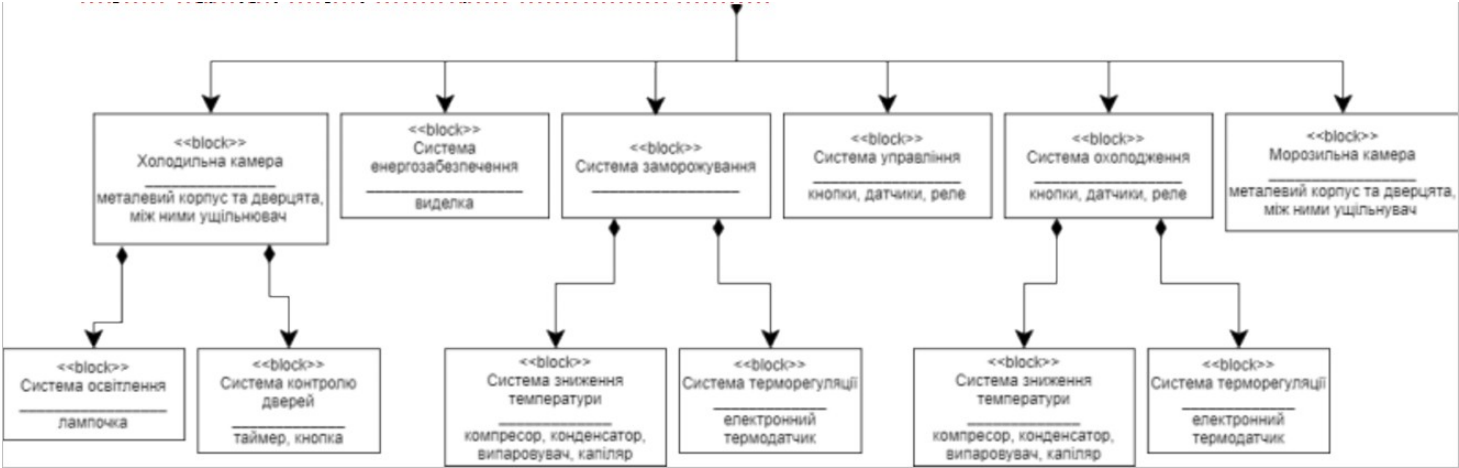 <<block>>
Холодильна камера
металевий корпус та дверцята,
між ними ущільнювач
<<block>>
Система
енергозабезпечення
виделка
<<block>>
Система заморожування
<<block>>
Система управління
кнопки, датчики, реле
<<block>>
Система охолодження
кнопки, датчики, реле
<<block>>
Морозильна камера
металевий корпус та дверцята,
між ними ущільнувач
<<block>>
Система освітлення
лампочка
<<block>>
Система контролю
дверей
таймер, кнопка
<<block>>
Система зниження
температури
компресор, конденсатор,
випаровувач, капіляр
<<block>>
Система терморегуляції
електронний
термодатчик
<<block>>
Система зниження
температури
компресор, конденсатор,
випаровувач, капіляр
<<block>>
Система терморегуляції
електронний
термодатчик